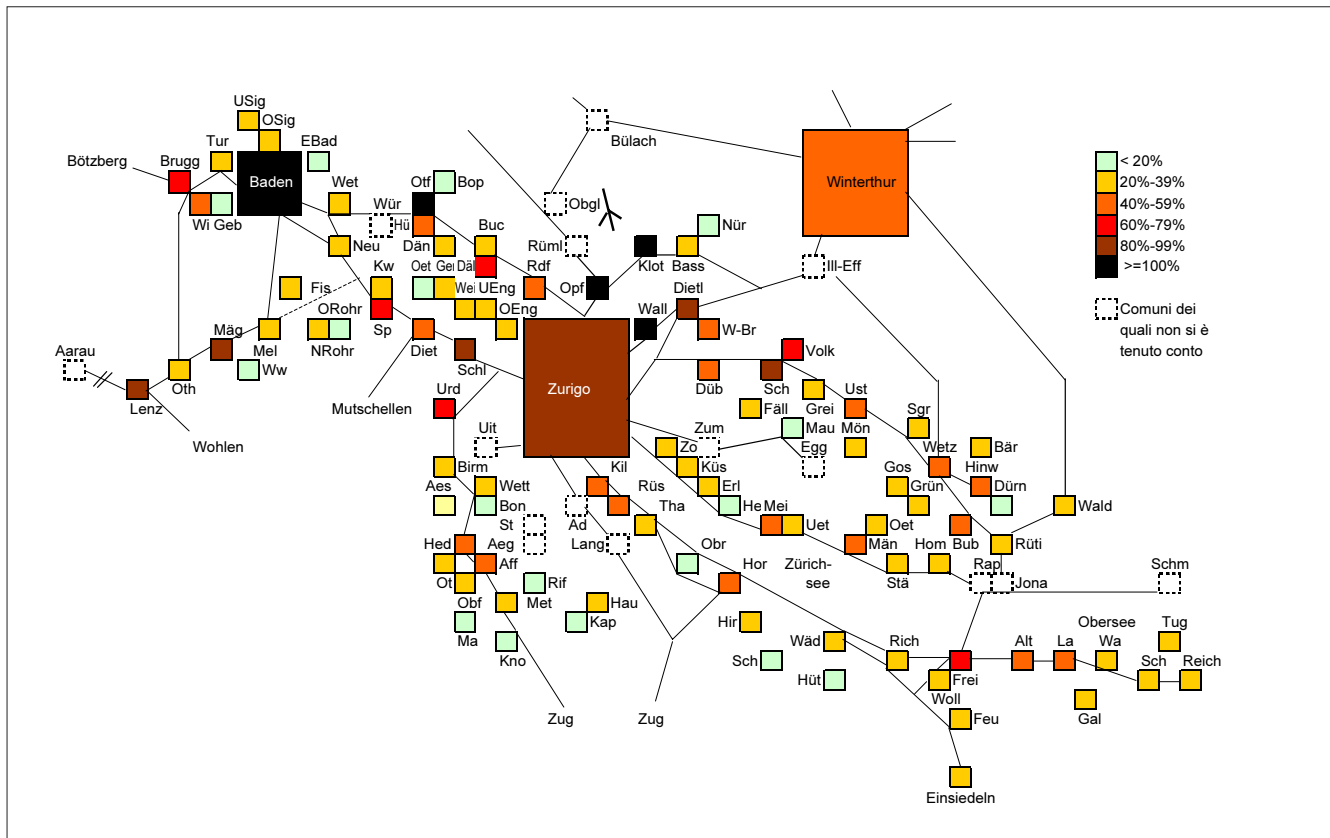 USig
OSig
Tur
EBad
Bötzberg
Brugg
Baden
Wi Geb
Wet
Wür
Otf
Bop
Hü
Neu
Dän
Buc
Bülach
Obgl
Rüml
Nür
Klot
Bass
Winterthur
Ill-Eff
< 20%
20%-39%
40%-59%
60%-79%
80%-99%
>=100%
Comuni dei
quali non si è
tenuto conto
Fis
Kw
Oet
Ger
Däl
Rdf
Opf
Dietl
Wei
UEng
ORohr
Sp
OEng
Wall
W-Br
Mäg
Mel
NRohr
Diet
Schl
Volk
Aarau
Ww
Oth
Lenz
Zurigo
Düb
Sch
Ust
Mutschellen
Urd
Fäll
Grei
Sgr
Wohlen
Uit
Zum
Mau
Mön
Egg
Wetz
Bär
Zo
Birm
Wett
Kil
Rüs
Küs
Gos
Hinw
Aes
Bon
Erl
Grün
Dürn
St
Ad
Tha
He
Mei
Uet
Oet
Wald
Hed
Aeg
Lang
Obr
Män
Hom
Bub
Rüti
Aff
Hor
Zürich-
see
Stä
Rap
Jona
Schm
Ot
Rif
Obf
Met
Hau
Ma
Kap
Hir
Kno
Wäd
Rich
Alt
La
Obersee
Wa
Tug
Sch
Hüt
Frei
Sch
Reich
Woll
Gal
Zug
Zug
Feu
Einsiedeln